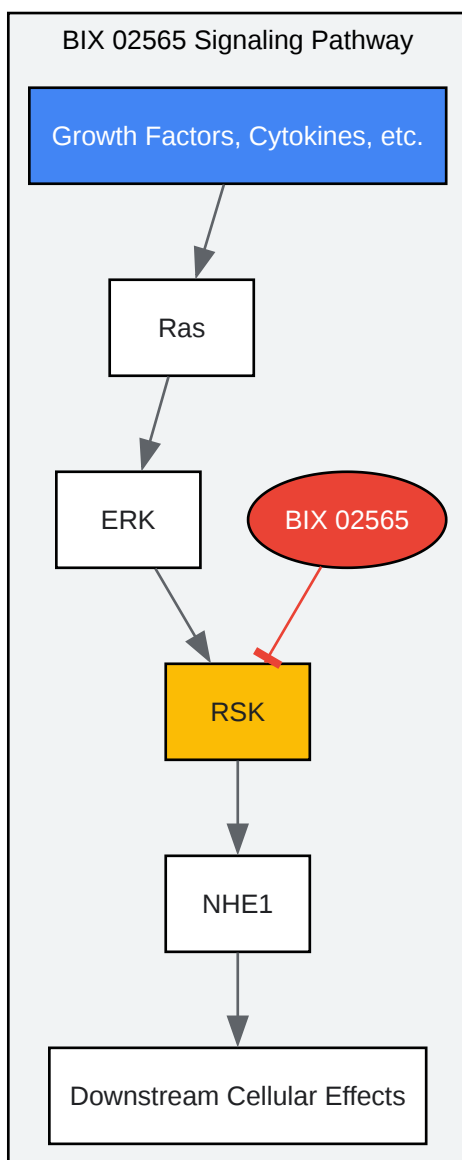 BIX 02565 Signaling Pathway
Growth Factors, Cytokines, etc.
Ras
ERK
BIX 02565
RSK
NHE1
Downstream Cellular Effects